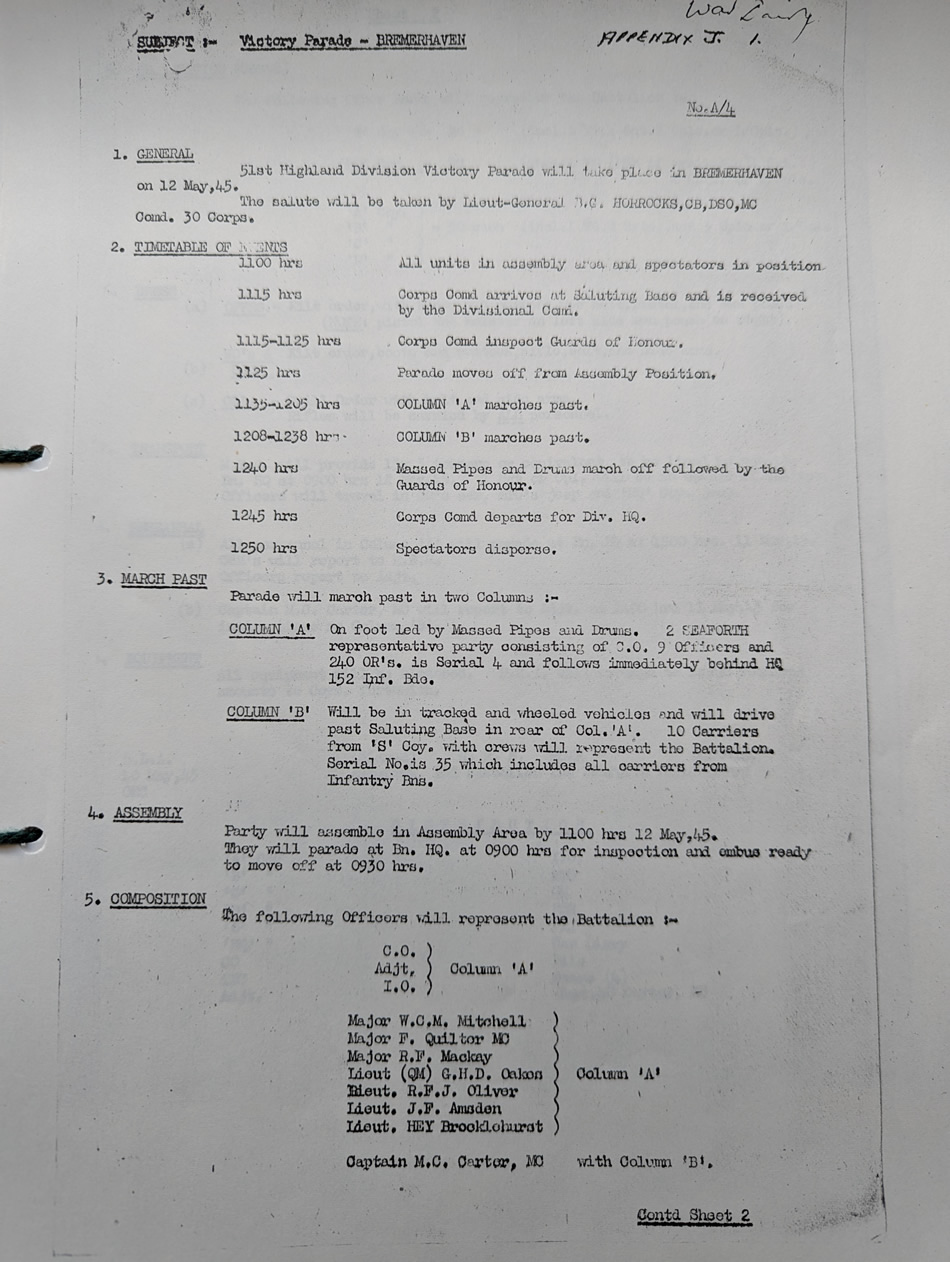 War Diary
SUBJECT :- Victory Parade - BREMERHAVEN
APPENDIX J. 1.
No.A/4
1. GENERAL
51st Highland Division Victory Parade will take place in BREMERHAVEN
on 12 May,45.
The salute will be taken by Lieut-General B.G. HORROCKS,CB,DSO,MC
Comd. 30 Corps.
2. TIMETABLE OF EVENTS
1100 hrs All units in assembly area and spectators in position
1115 hrs Corps Comd arrives at Saluting Base and is received
by the Divisional Comd.
1115-1125 hrs Corps Comd inspect Guards of Honour.
1125 hrs Parade moves off from Assembly Position.
1135-1205 hrs COLUMN 'A' marches past.
1208-1238 hrs. COLUMN 'B' marches past.
1240 hrs Massed Pipes and Drums march off followed by the
Guards of Honour.
1245 hrs Corps Comd departs for Div. HQ.
1250 hrs Spectators disperse.
3. MARCH PAST
Parade will march past in two Columns :-
COLUMN 'A' On foot led by Massed Pipes and Drums. 2 SEAFORTH
representative party consisting of C.O. 9 Officers and
240 OR's. is Serial 4 and follows immediately behind HQ
152 Inf. Bde.
COLUMN 'B' Will be in tracked and wheeled vehicles and will drive
past Saluting Base in rear of Col.'A'. 10 Carriers
from 'S' Coy. with crews will represent the Battalion.
Serial No.is 35 which includes all carriers from
Infantry Bns.
4. ASSEMBLY
Party will assemble in Assembly Area by 1100 hrs 12 May,45.
They will parade at Bn. HQ. at 0900 hrs for inspection and embus ready
to move off at 0930 hrs.
5. COMPOSITION
The following Officers will represent the Battalion :-
C.O. )
Adjt, ) Column 'A'
I.O. )
Major W.C.M. Mitchell )
Major F. Quilter MC )
Major R.F. Mackay )
Lieut (QM) G.H.D. Oakes ) Column 'A'
Lieut. R.F.J. Oliver )
Lieut. J.F. Amsden )
Lieut. HEY Brocklehurst )
Captain M.C. Carter, MC with Column 'B'.
Contd Sheet 2